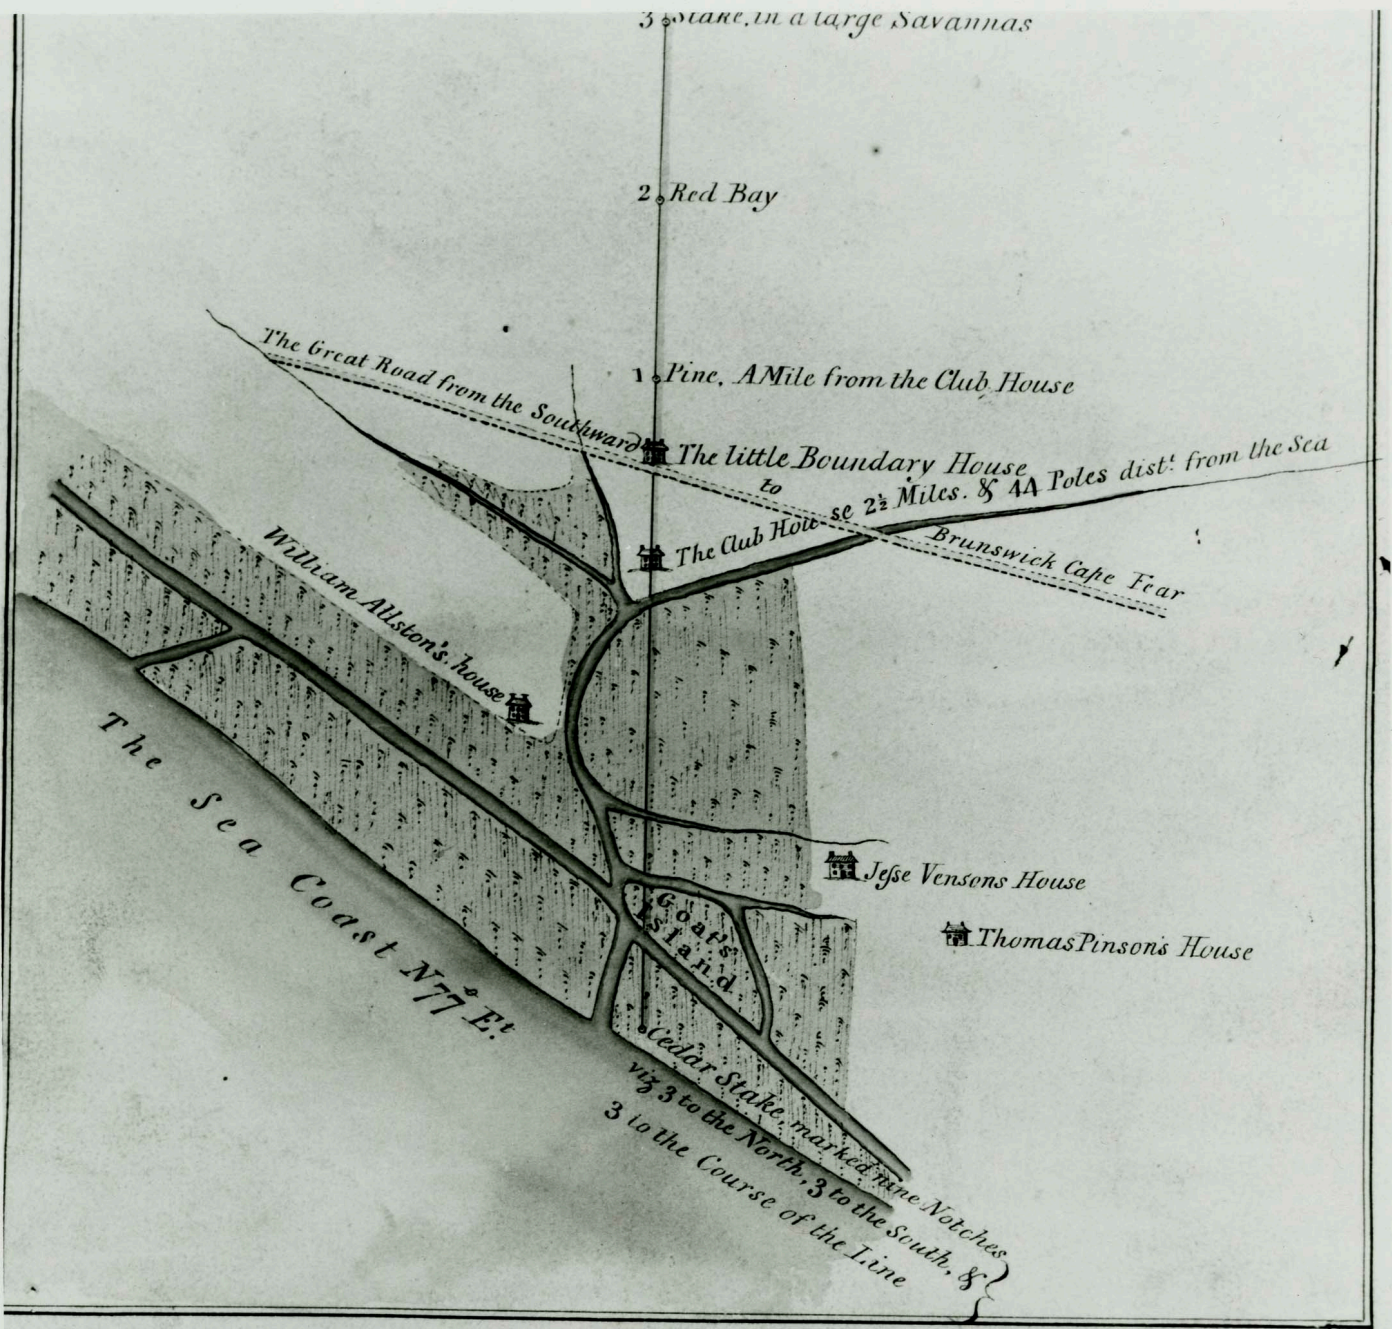 3 Stake, in a large Savannas
2 Red Bay
1 Pine, A Mile from the Club House
The Great Road from the Southward
The little Boundary House
to
Brunswick Cape Fear
The Club House 2½ Miles. & 44 Poles dist.t from the Sea
William Allston's house
The Sea Coast N 77° E.t
Jesse Vensons House
Thomas Pinson's House
Goat's
Island
Cedar Stake, marked nine Notches
viz 3 to the North, 3 to the South, &
3 to the Course of the Line